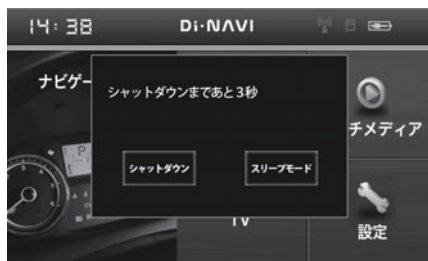 14:38 Di·NAVI
ナビゲー
シャットダウンまであと3秒
チメディア
シャットダウン スリープモード
TV
設定